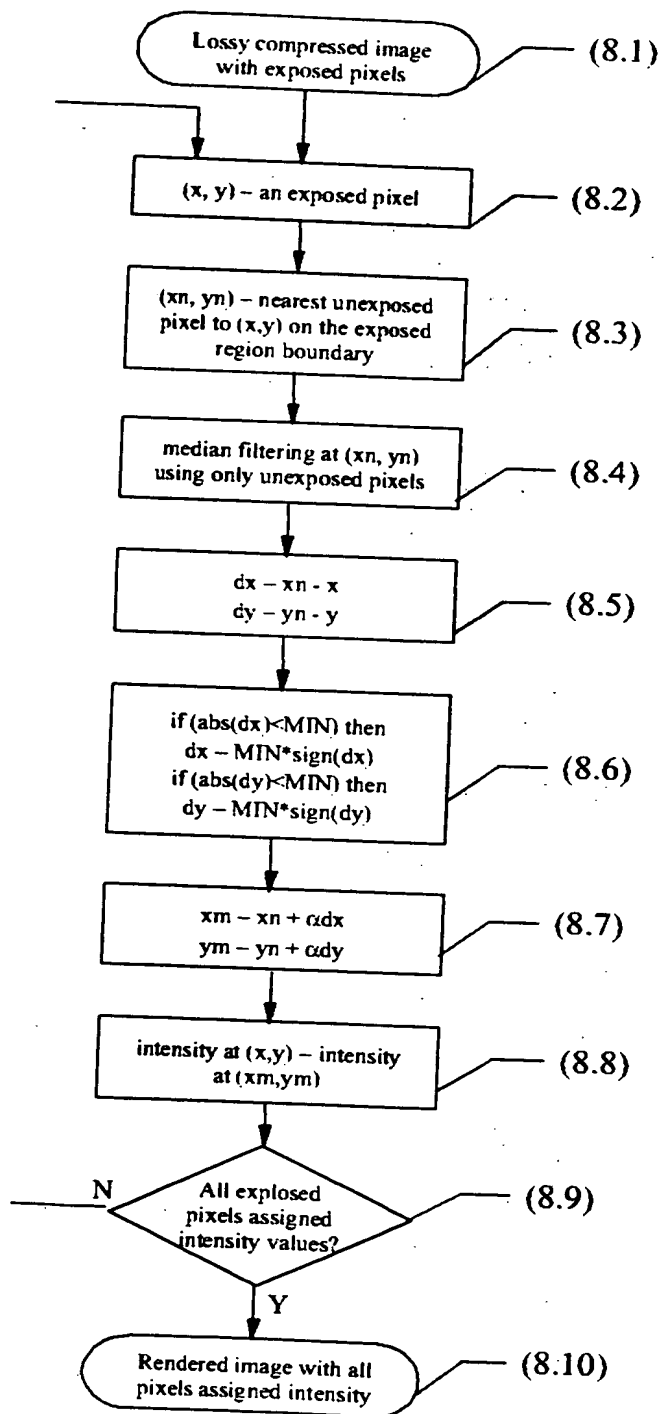 Lossy compressed image
with exposed pixels
(8.1)
(x, y) – an exposed pixel
(8.2)
(xn, yn) – nearest unexposed
pixel to (x,y) on the exposed
region boundary
(8.3)
median filtering at (xn, yn)
using only unexposed pixels
(8.4)
dx – xn - x
dy – yn - y
(8.5)
if (abs(dx)<MIN) then
dx – MIN*sign(dx)
if (abs(dy)<MIN) then
dy – MIN*sign(dy)
(8.6)
xm – xn + αdx
ym – yn + αdy
(8.7)
intensity at (x,y) – intensity
at (xm,ym)
(8.8)
N
All explosed
pixels assigned
intensity values?
(8.9)
Y
Rendered image with all
pixels assigned intensity
(8.10)